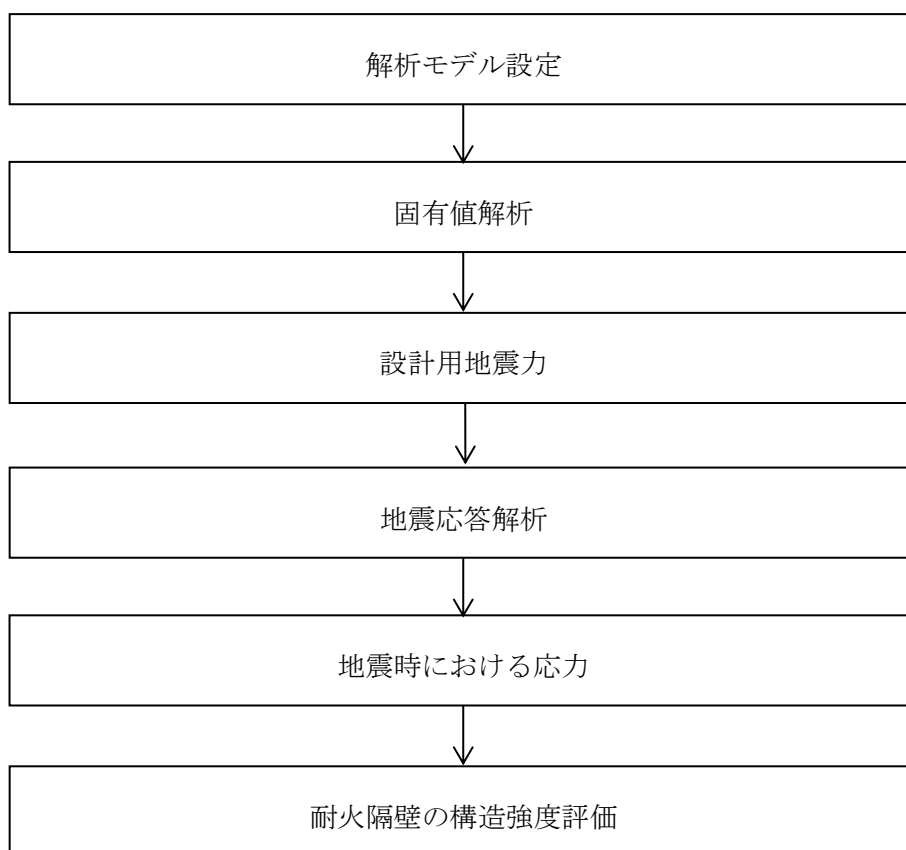 解析モデル設定
固有値解析
設計用地震力
地震応答解析
地震時における応力
耐火隔壁の構造強度評価